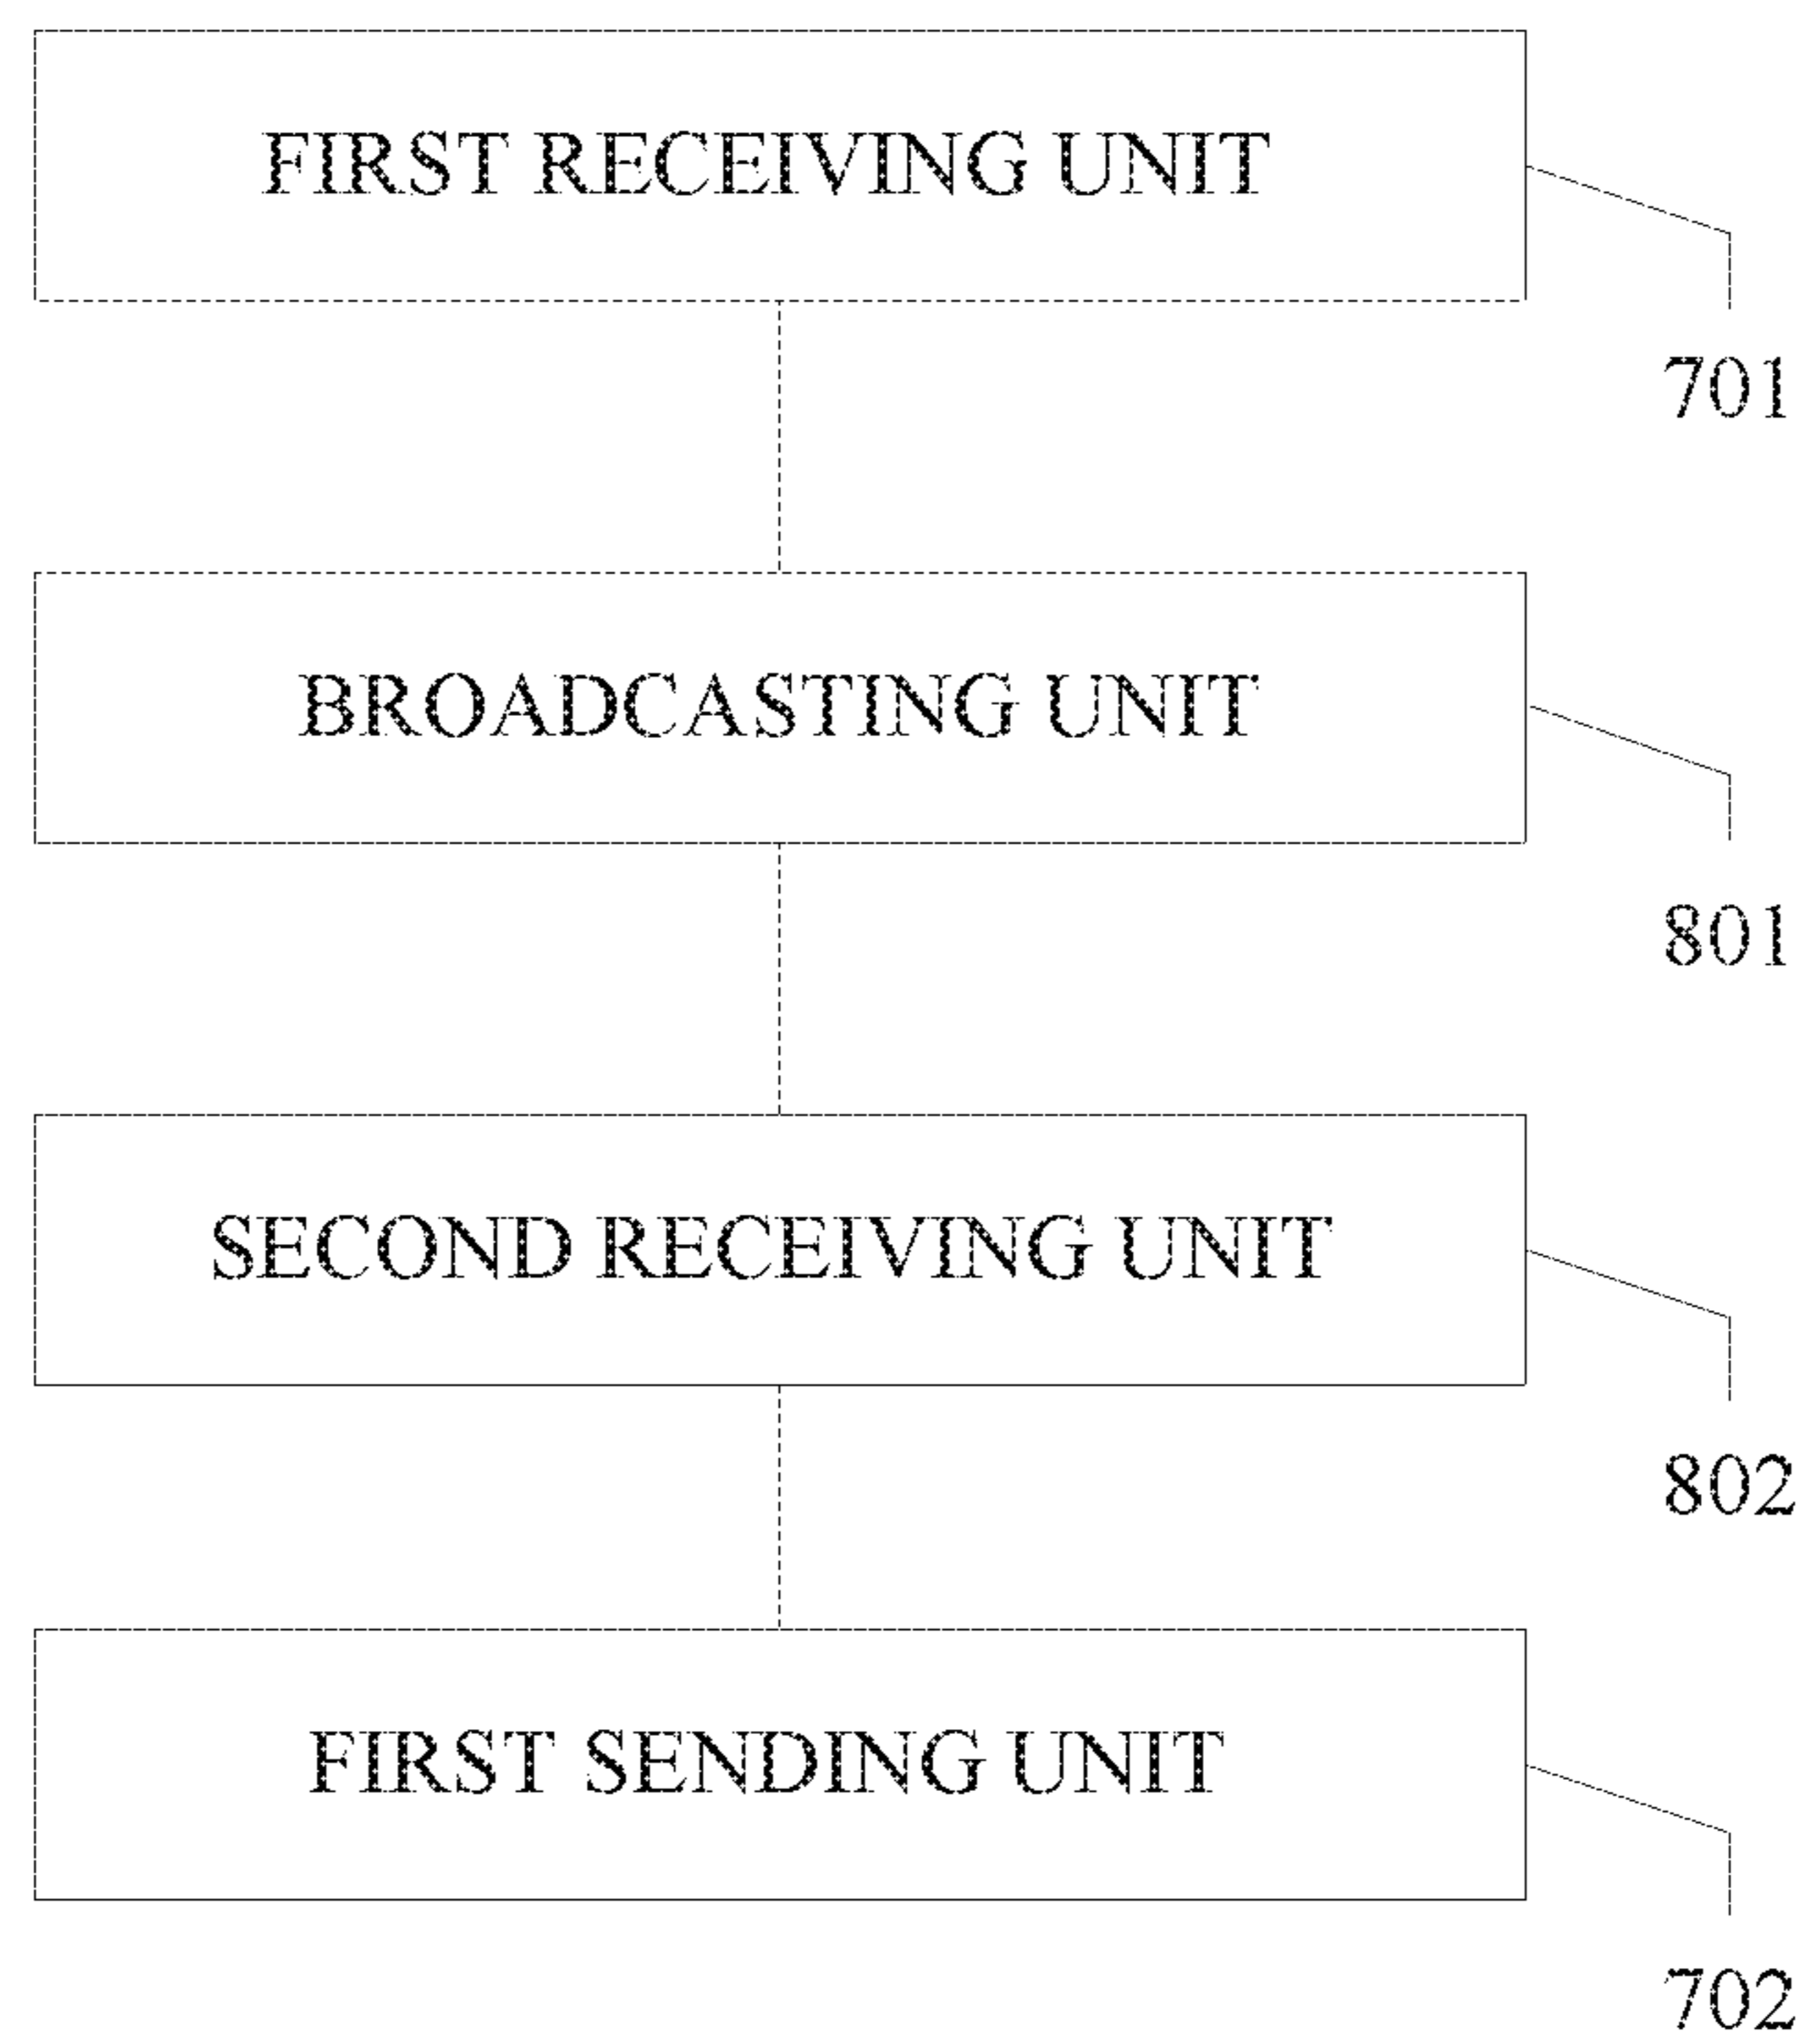 FIRST RECEIVING UNIT
701
BROADCASTING UNIT
801
SECOND RECEIVING UNIT
802
FIRST SENDING UNIT
702